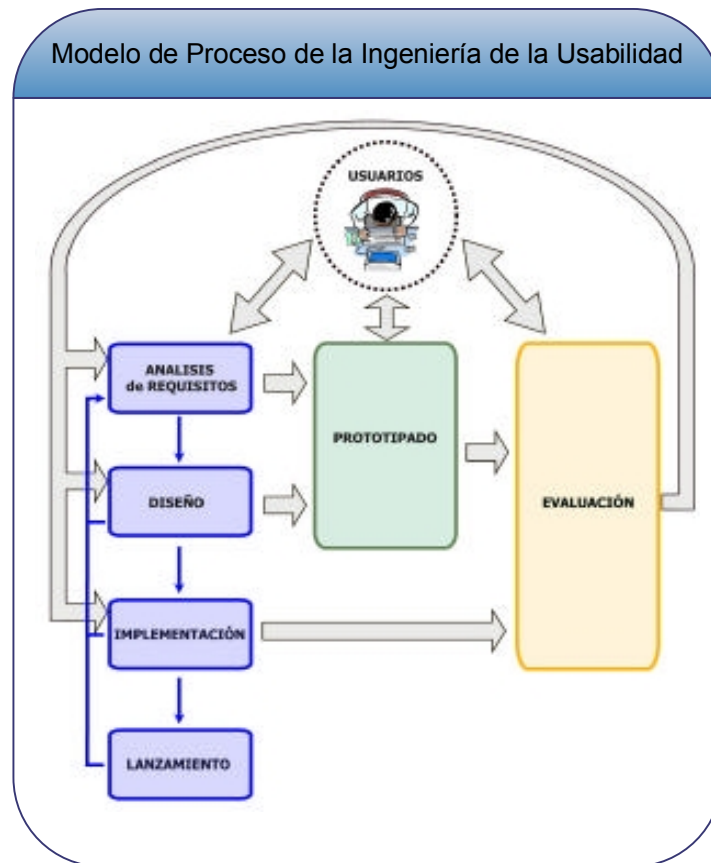 Modelo de Proceso de la Ingeniería de la Usabilidad
USUARIOS
ANALISIS
de REQUISITOS
PROTOTIPADO
DISEÑO
EVALUACIÓN
IMPLEMENTACIÓN
LANZAMIENTO